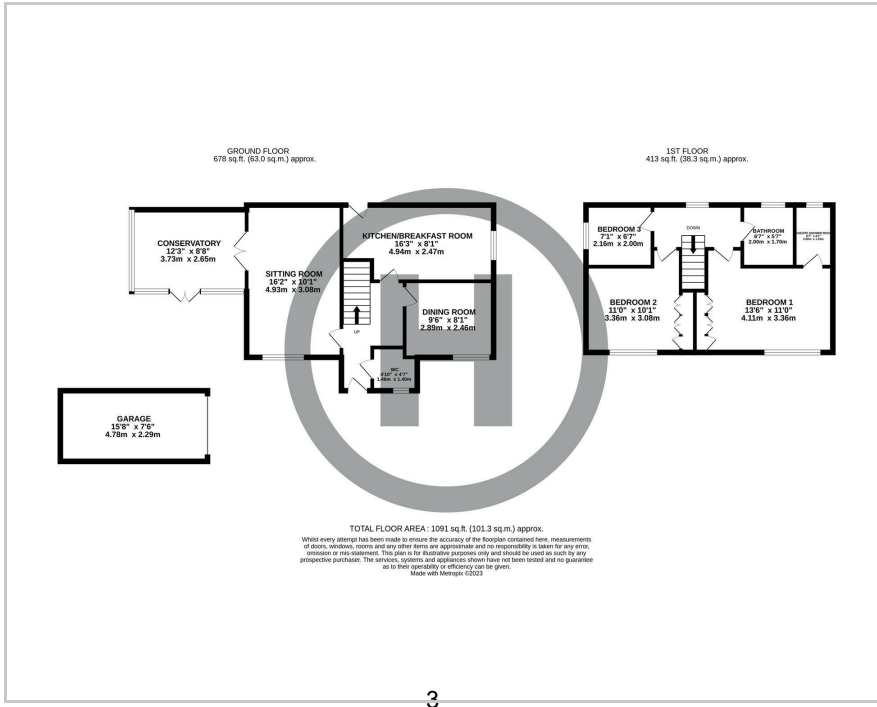 GROUND FLOOR
678 sq.ft. (63.0 sq.m.) approx.
1ST FLOOR
413 sq.ft. (38.3 sq.m.) approx.
CONSERVATORY
12'3" x 8'8"
3.73m x 2.65m
SITTING ROOM
16'2" x 10'1"
4.93m x 3.08m
KITCHEN/BREAKFAST ROOM
16'3" x 8'1"
4.94m x 2.47m
DINING ROOM
9'6" x 8'1"
2.89m x 2.46m
UP
WC
4'10" x 4'7"
1.46m x 1.40m
GARAGE
15'8" x 7'6"
4.78m x 2.29m
BEDROOM 3
7'1" x 6'7"
2.16m x 2.00m
DOWN
BATHROOM
6'7" x 5'7"
2.00m x 1.70m
BEDROOM 2
11'0" x 10'1"
3.36m x 3.08m
BEDROOM 1
13'6" x 11'0"
4.11m x 3.36m
TOTAL FLOOR AREA : 1091 sq.ft. (101.3 sq.m.) approx.
Whilst every attempt has been made to ensure the accuracy of the floorplan contained here, measurements
of doors, windows, rooms and any other items are approximate and no responsibility is taken for any error,
omission or mis-statement. This plan is for illustrative purposes only and should be used as such by any
prospective purchaser. The services, systems and appliances shown have not been tested and no guarantee
as to their operability or efficiency can be given.
Made with Metropix ©2023
3